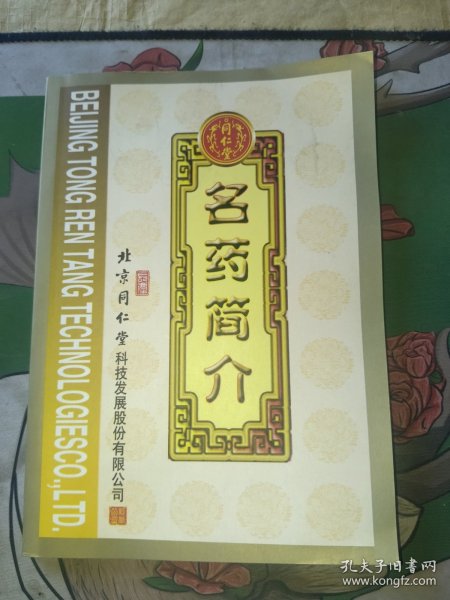 同仁堂
名药简介
北京同仁堂科技发展股份有限公司
BEIJING TONG REN TANG TECHNOLOGIESCO.,LTD.
孔夫子旧书网
www.kongfz.com